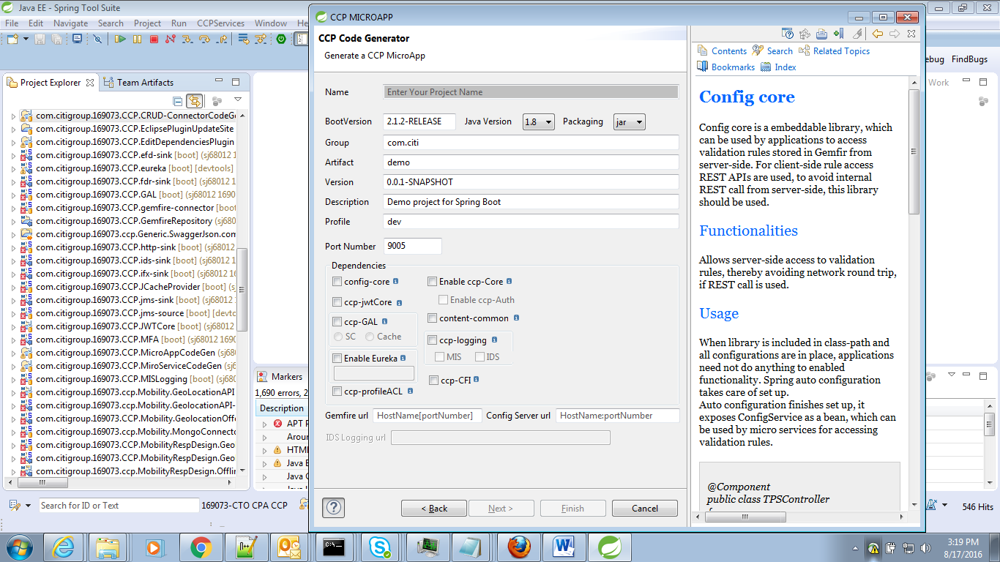 Java EE - Spring Tool Suite
File Edit Navigate Search Project Run CCPServices Window He
Project Explorer
Team Artifacts
com.citigroup.169073.CCP.CRUD-ConnectorCodeGe
com.citigroup.169073.CCP.EclipsePluginUpdateSite
com.citigroup.169073.CCP.EditDependenciesPlugin
com.citigroup.169073.CCP.efd-sink [boot] (sj68012 1
com.citigroup.169073.CCP.eureka [boot] [devtools]
com.citigroup.169073.CCP.fdr-sink [boot] (sj68012 1
com.citigroup.169073.CCP.GAL [boot] (sj68012 1690
com.citigroup.169073.CCP.gemfire-connector [boot
com.citigroup.169073.CCP.GemfireRepository (sj680
com.citigroup.169073.ccp.Generic.SwaggerJson.com
com.citigroup.169073.CCP.http-sink [boot] (sj68012
com.citigroup.169073.CCP.ids-sink [boot] (sj68012 1
com.citigroup.169073.CCP.ifx-sink [boot] (sj68012 1
com.citigroup.169073.CCP.JCacheProvider [boot] (s
com.citigroup.169073.CCP.jms-sink [boot] (sj68012
com.citigroup.169073.CCP.jms-source [boot] [devto
com.citigroup.169073.CCP.JWTCore [boot] (sj68012
com.citigroup.169073.CCP.MFA [boot] (sj68012 1690
com.citigroup.169073.CCP.MicroAppCodeGen (sj68
com.citigroup.169073.CCP.MiroServiceCodeGen (sj6
com.citigroup.169073.CCP.MISLogging [boot] (sj680
com.citigroup.169073.ccp.Mobility.GeoLocationAPI
com.citigroup.169073.CCP.Mobility.GeolocationAPI-
com.citigroup.169073.CCP.Mobility.GeolocationOffe
com.citigroup.169073.CCP.Mobility.MongoConnecto
com.citigroup.169073.CCP.MobilityRespDesign.Geo
com.citigroup.169073.CCP.MobilityRespDesign.Geo
com.citigroup.169073.ccp.MobilityRespDesign.Offlin
Search for ID or Text
169073-CTO CPA CCP
Markers
1,690 errors, 2
Description
APT P
Aroun
HTMI
Java E
Java C
CCP MICROAPP
CCP Code Generator
Generate a CCP MicroApp
Name Enter Your Project Name
BootVersion 2.1.2-RELEASE Java Version 1.8 Packaging jar
Group com.citi
Artifact demo
Version 0.0.1-SNAPSHOT
Description Demo project for Spring Boot
Profile dev
Port Number 9005
Dependencies
config-core Enable ccp-Core
Enable ccp-Auth
ccp-jwtCore
content-common
ccp-GAL
SC Cache
ccp-logging
MIS IDS
Enable Eureka
ccp-CFI
ccp-profileACL
Gemfire url HostName[portNumber] Config Server url HostName:portNumber
IDS Logging url
? < Back Next > Finish Cancel
Contents Search Related Topics
Bookmarks Index
Config core
Config core is a embeddable library, which
can be used by applications to access
validation rules stored in Gemfir from
server-side. For client-side rule access
REST APIs are used, to avoid internal
REST call from server-side, this library
should be used.
Functionalities
Allows server-side access to validation
rules, thereby avoiding network round trip,
if REST call is used.
Usage
When library is included in class-path and
all configurations are in place, applications
need not do anything to enabled
functionality. Spring auto configuration
takes care of set up.
Auto configuration finishes set up, it
exposes ConfigService as a bean, which can
be used by micro services for accessing
validation rules.
@Component
public class TPSController
{
ebug FindBugs
Work
546 Hits
3:19 PM
8/17/2016